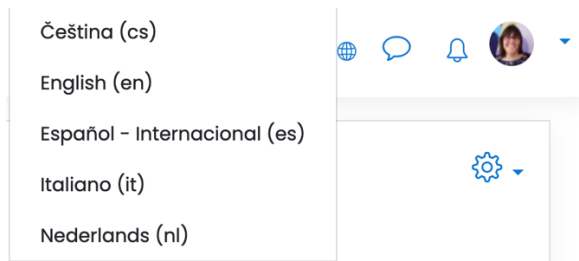 Čeština ‎(cs)‎
English ‎(en)‎
Español - Internacional ‎(es)‎
Italiano ‎(it)‎
Nederlands ‎(nl)‎